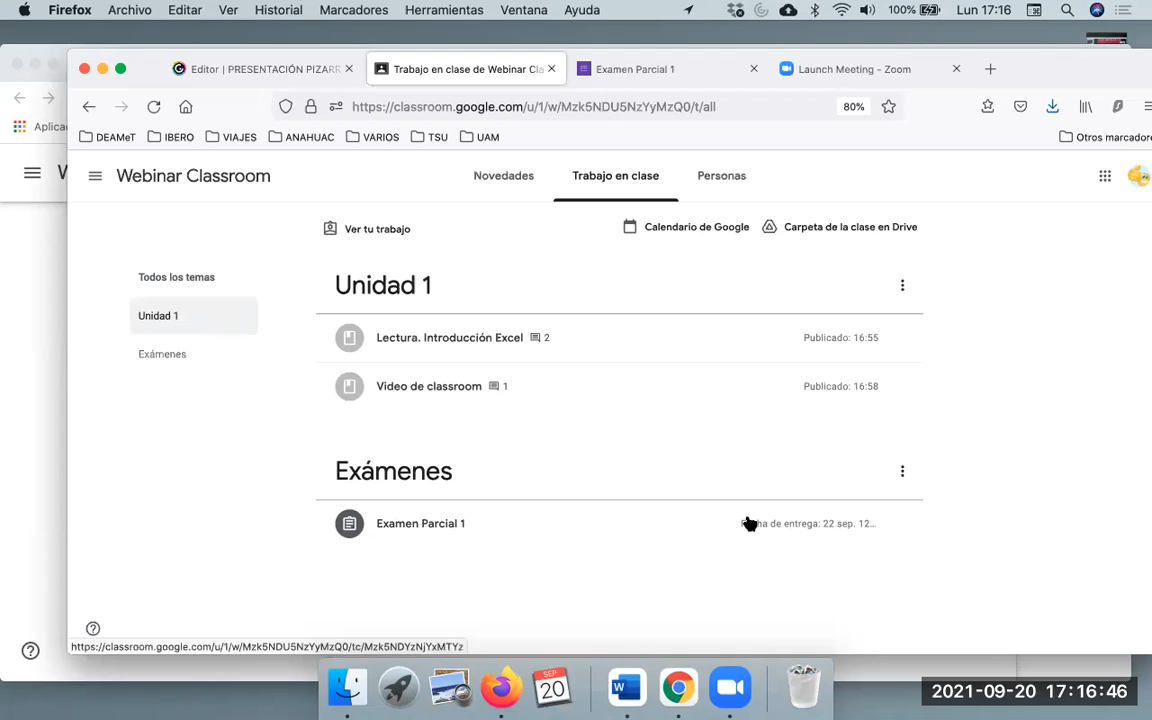 Firefox Archivo Editar Ver Historial Marcadores Herramientas Ventana Ayuda 100% Lun 17:16
Editor | PRESENTACIÓN PIZARR
Trabajo en clase de Webinar Cla
Examen Parcial 1
Launch Meeting - Zoom
https://classroom.google.com/u/1/w/Mzk5NDU5NzYyMzQ0/t/all 80%
DEAMeT IBERO VIAJES ANAHUAC VARIOS TSU UAM Otros marcador
Webinar Classroom Novedades Trabajo en clase Personas
Ver tu trabajo Calendario de Google Carpeta de la clase en Drive
Todos los temas
Unidad 1
Exámenes
Unidad 1
Lectura. Introducción Excel 2 Publicado: 16:55
Video de classroom 1 Publicado: 16:58
Exámenes
Examen Parcial 1 de entrega: 22 sep. 12...
https://classroom.google.com/u/1/w/Mzk5NDU5NzYyMzQ0/tc/Mzk5NDYzNjYxMTYz
SEP
20
2021-09-20 17:16:46